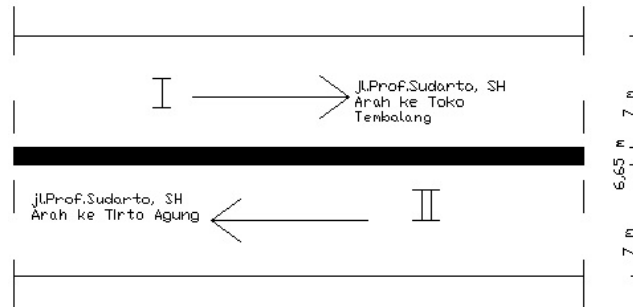 I
jl.Prof.Sudarto, SH
Arah ke Toko
Tembalang
7 m
6,65 m
jl.Prof.Sudarto, SH
Arah ke TIrto Agung
II
7 m